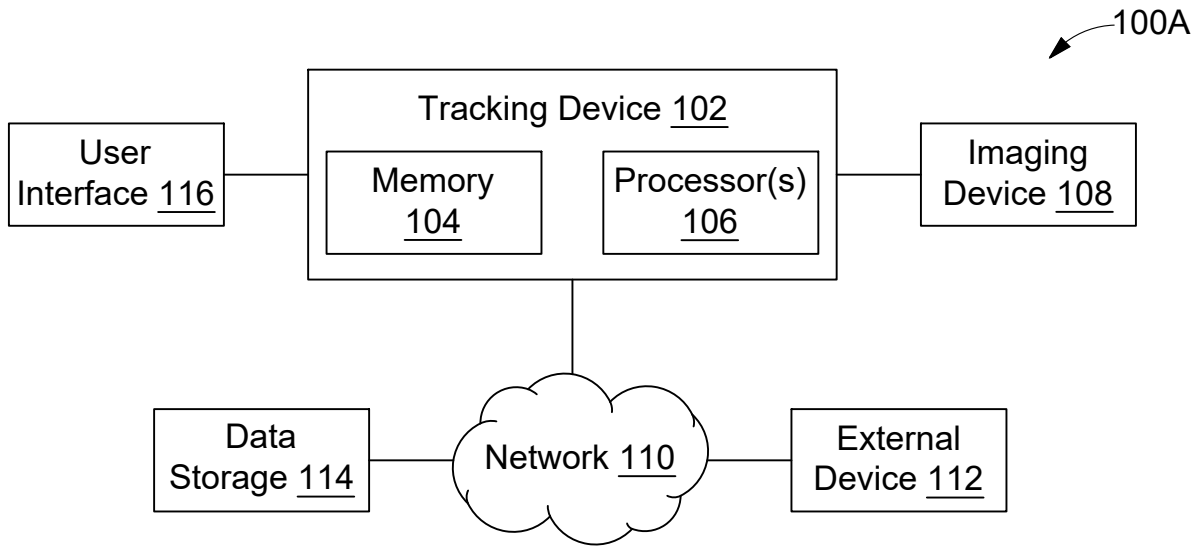 100A
Tracking Device 102
User
Interface 116
Memory
104
Processor(s)
106
Imaging
Device 108
Data
Storage 114
Network 110
External
Device 112